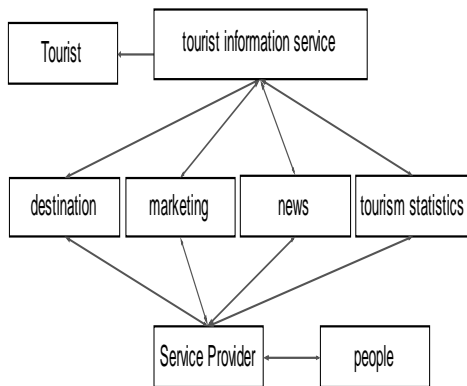 tourist information service
Tourist
destination
marketing
news
tourism statistics
Service Provider
people